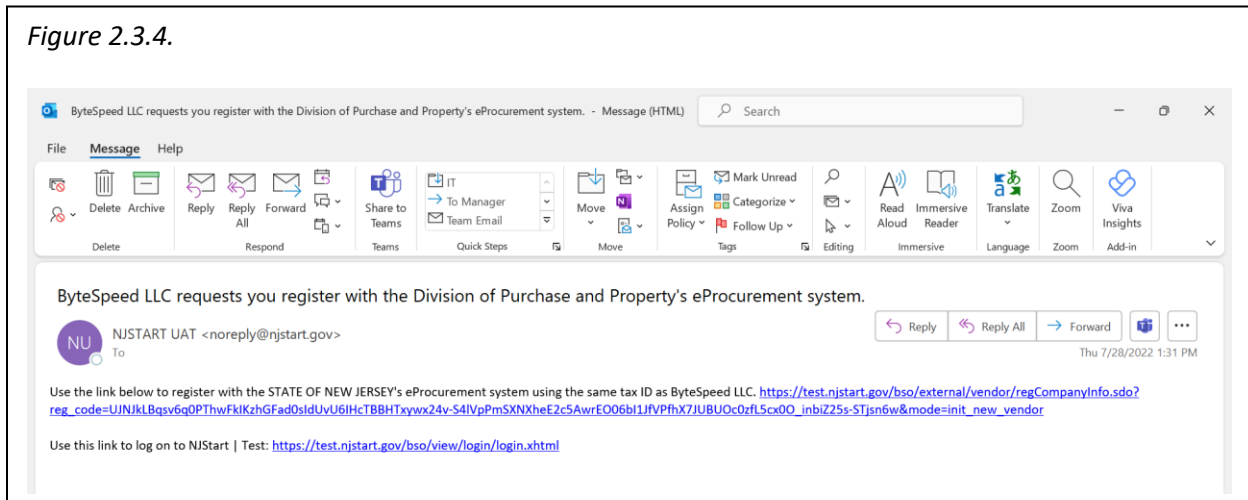 Figure 2.3.4.
ByteSpeed LLC requests you register with the Division of Purchase and Property's eProcurement system. - Message (HTML)
Search
File Message Help
Delete
Archive
Reply
Reply All
Forward
Share to Teams
IT
To Manager
Team Email
Move
Assign Policy
Mark Unread
Categorize
Follow Up
Read Aloud
Immersive Reader
Translate
Zoom
Viva Insights
Delete
Respond
Teams
Quick Steps
Move
Tags
Editing
Immersive
Language
Zoom
Add-in
ByteSpeed LLC requests you register with the Division of Purchase and Property's eProcurement system.
NU
NJSTART UAT <noreply@njstart.gov>
To
Reply
Reply All
Forward
Thu 7/28/2022 1:31 PM
Use the link below to register with the STATE OF NEW JERSEY's eProcurement system using the same tax ID as ByteSpeed LLC. https://test.njstart.gov/bso/external/vendor/regCompanyInfo.sdo?
reg_code=UJNJkLBqsv6q0PThwFkIKzhGFad0sIdUvU6IHcTBBHTxywx24v-S4lVpPmSXNXheE2c5AwrEO06bI1JfVPfhX7JUBUOc0zfL5cx0O_inbiZ25s-STjsn6w&mode=init_new_vendor
Use this link to log on to NJStart | Test: https://test.njstart.gov/bso/view/login/login.xhtml